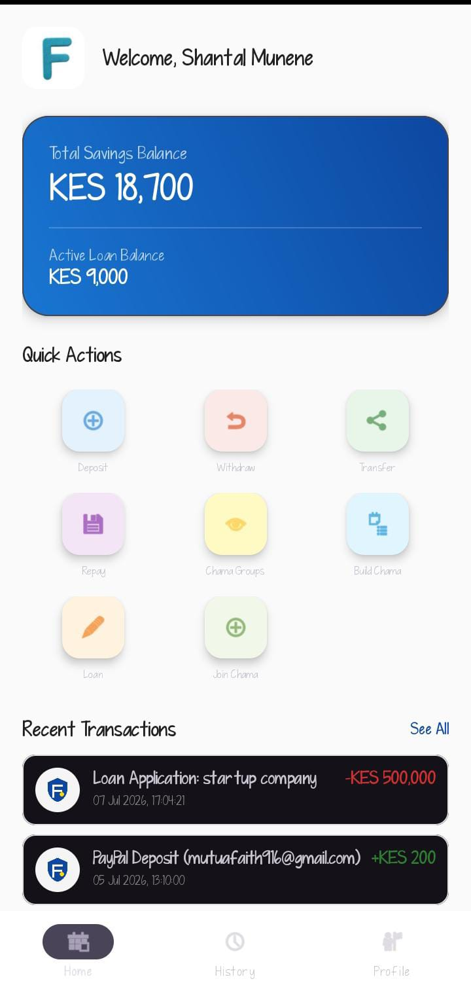 F
Welcome, Shantal Munene
Total Savings Balance
KES 18,700
Active Loan Balance
KES 9,000
Quick Actions
Deposit
Withdraw
Transfer
Repay
Chama Groups
Build Chama
Loan
Join Chama
Recent Transactions
See All
F
Loan Application: startup company
-KES 500,000
07 Jul 2026, 17:04:21
F
PayPal Deposit (mutuafaith916@gmail.com)
+KES 200
05 Jul 2026, 13:10:00
Home
History
Profile